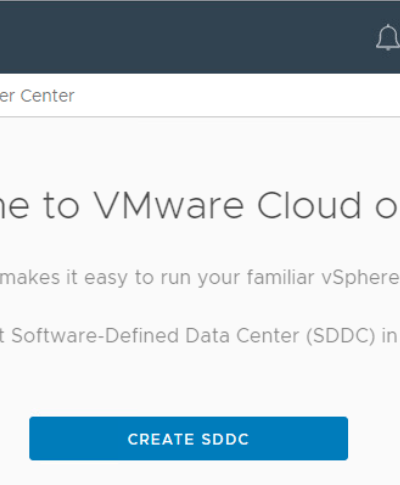 er Center
ne to VMware Cloud o
makes it easy to run your familiar vSphere
t Software-Defined Data Center (SDDC) in
CREATE SDDC